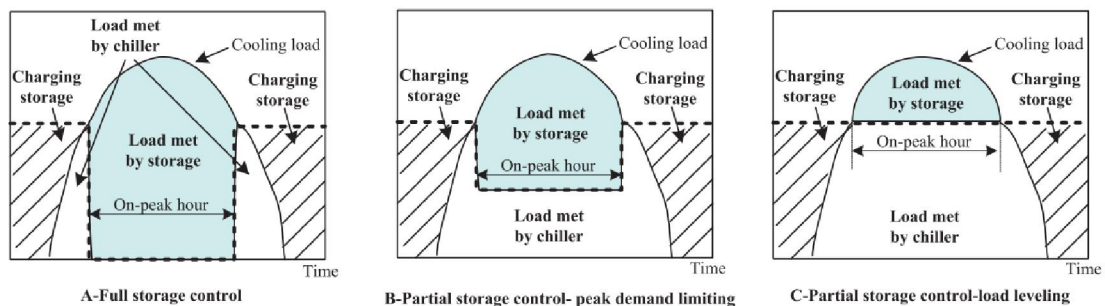 Load met
by chiller
Cooling load
Charging
storage
Charging
storage
Load met
by storage
On-peak hour
Time
A-Full storage control
Cooling load
Charging
storage
Charging
storage
Load met
by storage
On-peak hour
Load met
by chiller
Time
B-Partial storage control- peak demand limiting
Cooling load
Charging
storage
Load met
by storage
Charging
storage
On-peak hour
Load met
by chiller
Time
C-Partial storage control-load leveling